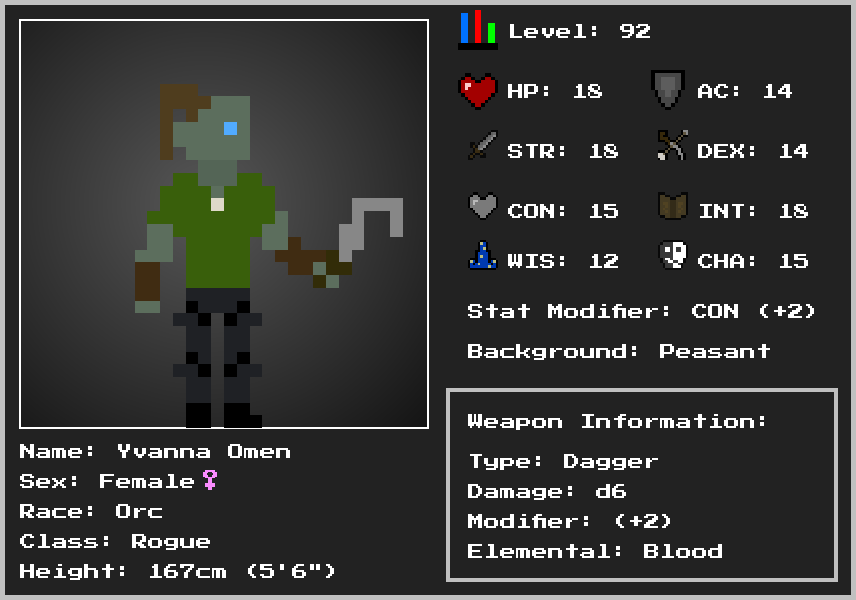 Level: 92
HP: 18 AC: 14
STR: 18 DEX: 14
CON: 15 INT: 18
WIS: 12 CHA: 15
Stat Modifier: CON (+2)
Background: Peasant
Weapon Information:
Type: Dagger
Damage: d6
Modifier: (+2)
Elemental: Blood
Name: Yvanna Omen
Sex: Female♀
Race: Orc
Class: Rogue
Height: 167cm (5'6")